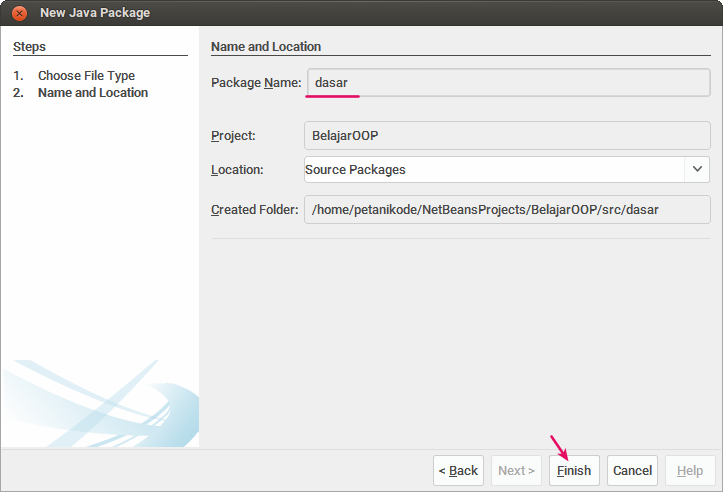 New Java Package
Steps
1. Choose File Type
2. Name and Location
Name and Location
Package Name: dasar
Project: BelajarOOP
Location: Source Packages
Created Folder: /home/petanikode/NetBeansProjects/BelajarOOP/src/dasar
< Back Next > Finish Cancel Help